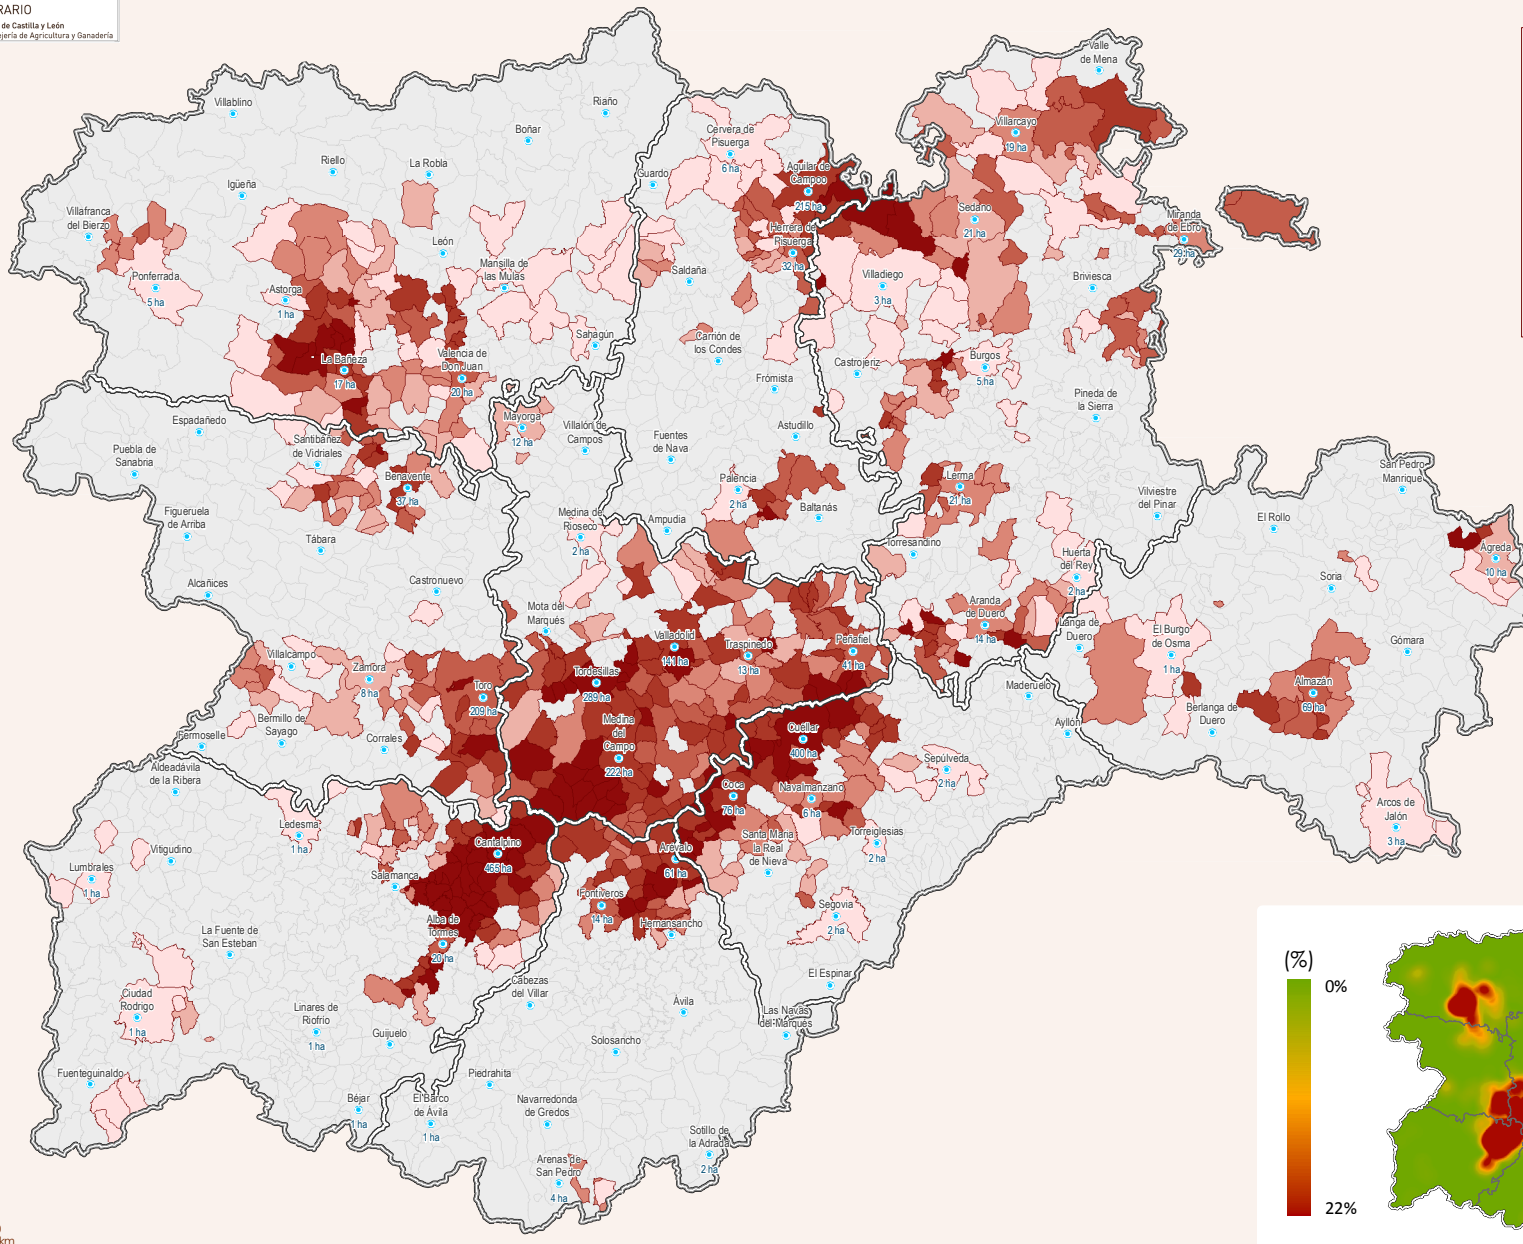 RARIO
de Castilla y León
ejería de Agricultura y Ganadería
Valle
de Mena
Villablino
Riaño
Boñar
Cervera de
Pisuerga
6 ha
Villarcayo
19 ha
Riello
La Robla
Guardo
Aguilar de
Campoo
215 ha
Igüeña
Villafranca
del Bierzo
León
Sedano
21 ha
Miranda
de Ebro
29 ha
Herrera de
Pisuerga
32 ha
Ponferrada
5 ha
Astorga
1 ha
Mansilla de
las Mulas
Saldaña
Villadiego
3 ha
Briviesca
Sahagún
Carrión de
los Condes
La Bañeza
17 ha
Valencia de
Don Juan
20 ha
Castrojeriz
Burgos
5 ha
Frómista
Pineda de
la Sierra
Espadañedo
Mayorga
12 ha
Villalón de
Campos
Astudillo
Santibáñez
de Vidriales
Puebla de
Sanabria
Fuentes
de Nava
San Pedro
Manrique
Benavente
37 ha
Palencia
2 ha
Lerma
21 ha
Vilviestre
del Pinar
Baltanás
Figueruela
de Arriba
Medina de
Rioseco
2 ha
Ampudia
El Rollo
Tábara
Torresandino
Huerta
del Rey
2 ha
Ágreda
10 ha
Alcañices
Castronuevo
Soria
Mota del
Marqués
Aranda
de Duero
14 ha
Langa de
Duero
El Burgo
de Osma
1 ha
Gómara
Valladolid
141 ha
Traspinedo
13 ha
Peñafiel
41 ha
Villalcampo
Zamora
8 ha
Tordesillas
289 ha
Toro
209 ha
Maderuelo
Almazán
69 ha
Berlanga de
Duero
Bermillo de
Sayago
Fermoselle
Corrales
Medina
del
Campo
222 ha
Cuéllar
400 ha
Ayllón
Aldeadávila
de la Ribera
Sepúlveda
2 ha
Coca
76 ha
Navalmanzano
6 ha
Arcos de
Jalón
3 ha
Ledesma
1 ha
Cantalpino
465 ha
Santa María
la Real
de Nieva
Torreiglesias
2 ha
Vitigudino
Lumbrales
1 ha
Salamanca
Arévalo
61 ha
Fontiveros
14 ha
Hernansancho
Segovia
2 ha
Alba de
Tormes
20 ha
La Fuente de
San Esteban
Cabezas
del Villar
El Espinar
Ciudad
Rodrigo
1 ha
Linares de
Riofrío
1 ha
Guijuelo
Ávila
Las Navas
del Marqués
Solosancho
Fuenteguinaldo
Piedrahíta
Béjar
1 ha
El Barco
de Ávila
1 ha
Navarredonda
de Gredos
Sotillo de
la Adrada
2 ha
Arenas de
San Pedro
4 ha
(%)
0%
22%
km